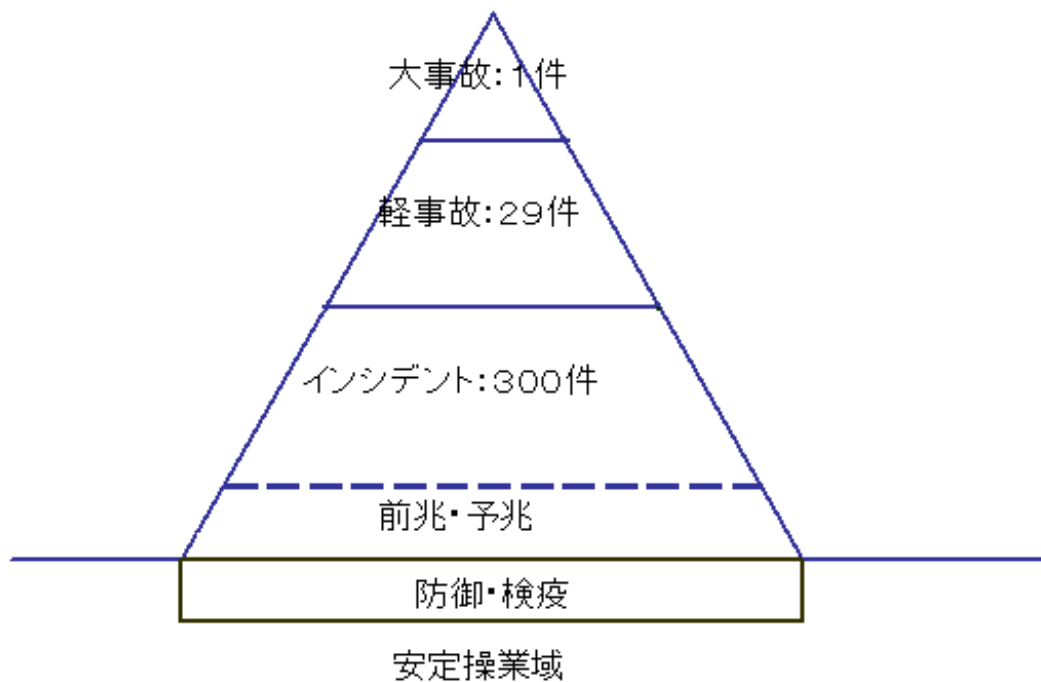 大事故:1件
軽事故:29件
インシデント:300件
前兆・予兆
防御・検疫
安定操業域